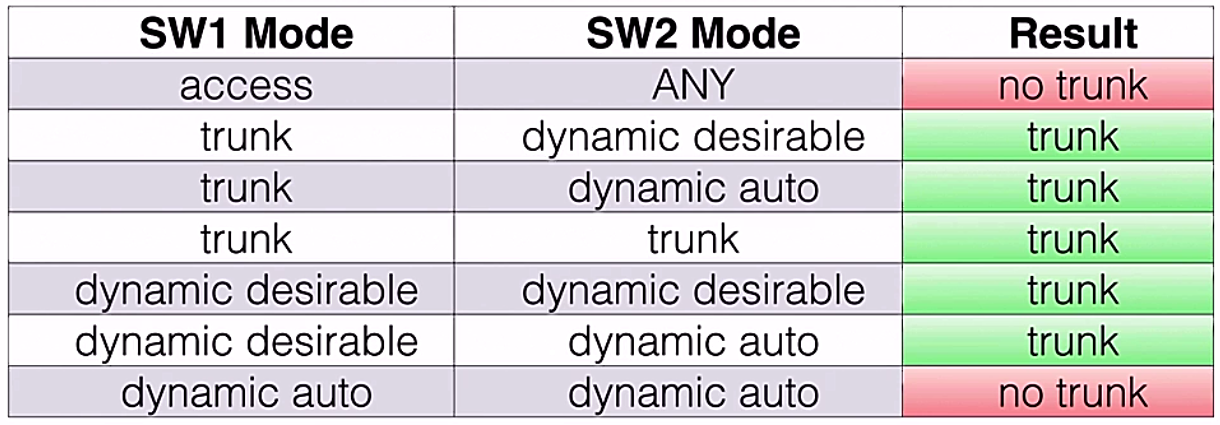 SW1 Mode SW2 Mode Result
access ANY no trunk
trunk dynamic desirable trunk
trunk dynamic auto trunk
trunk trunk trunk
dynamic desirable dynamic desirable trunk
dynamic desirable dynamic auto trunk
dynamic auto dynamic auto no trunk